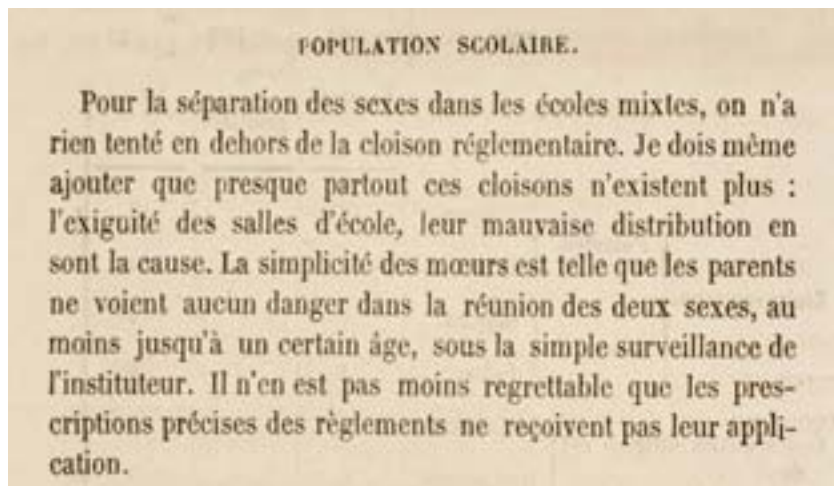 POPULATION SCOLAIRE.
Pour la séparation des sexes dans les écoles mixtes, on n'a
rien tenté en dehors de la cloison réglementaire. Je dois même
ajouter que presque partout ces cloisons n'existent plus :
l'exiguité des salles d'école, leur mauvaise distribution en
sont la cause. La simplicité des mœurs est telle que les parents
ne voient aucun danger dans la réunion des deux sexes, au
moins jusqu'à un certain âge, sous la simple surveillance de
l'instituteur. Il n'en est pas moins regrettable que les pres-
criptions précises des règlements ne reçoivent pas leur appli-
cation.